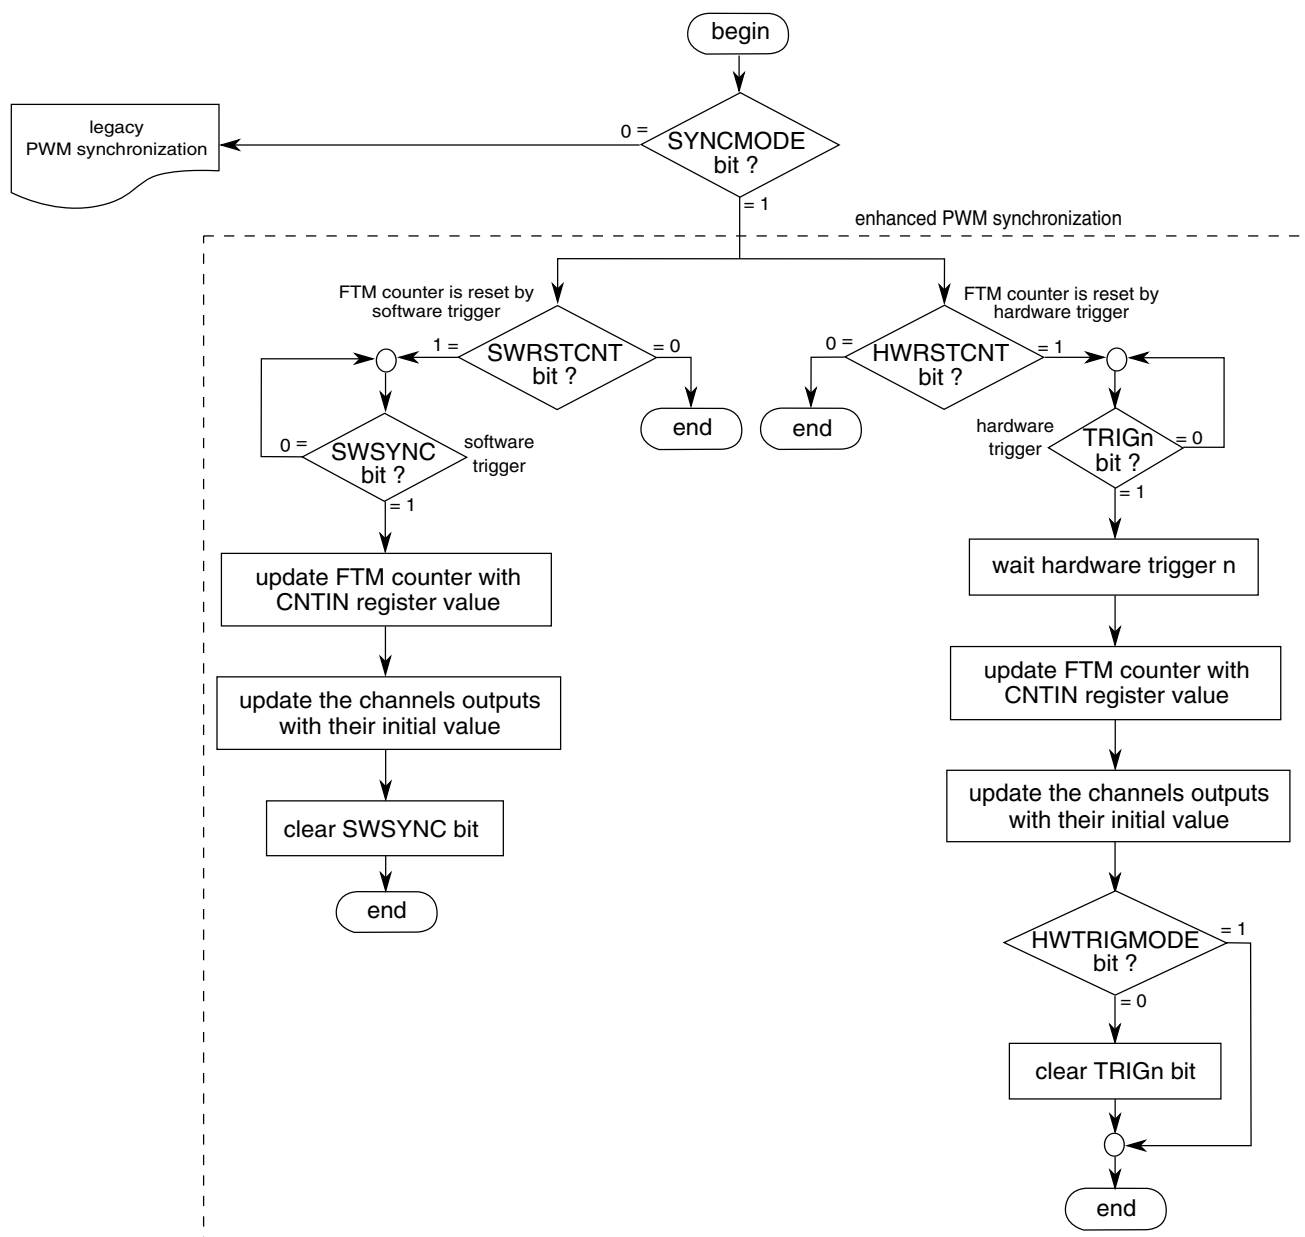 begin
legacy
PWM synchronization
0 =
SYNCMODE
bit ?
= 1
enhanced PWM synchronization
FTM counter is reset by
software trigger
FTM counter is reset by
hardware trigger
1 =
SWRSTCNT
bit ?
= 0
0 =
HWRSTCNT
bit ?
= 1
end
end
0 =
SWSYNC
bit ?
software
trigger
= 1
hardware
trigger
TRIGn
bit ?
= 0
= 1
update FTM counter with
CNTIN register value
wait hardware trigger n
update the channels outputs
with their initial value
update FTM counter with
CNTIN register value
clear SWSYNC bit
update the channels outputs
with their initial value
end
HWTRIGMODE
bit ?
= 1
= 0
clear TRIGn bit
end